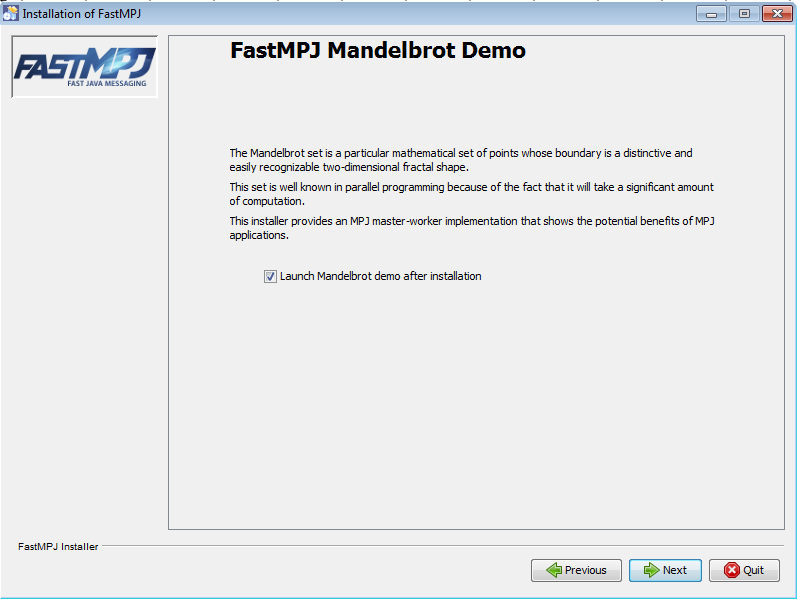 Installation of FastMPJ
FASTMPJ
FAST JAVA MESSAGING
FastMPJ Mandelbrot Demo
The Mandelbrot set is a particular mathematical set of points whose boundary is a distinctive and
easily recognizable two-dimensional fractal shape.
This set is well known in parallel programming because of the fact that it will take a significant amount
of computation.
This installer provides an MPJ master-worker implementation that shows the potential benefits of MPJ
applications.
Launch Mandelbrot demo after installation
FastMPJ Installer
Previous
Next
Quit